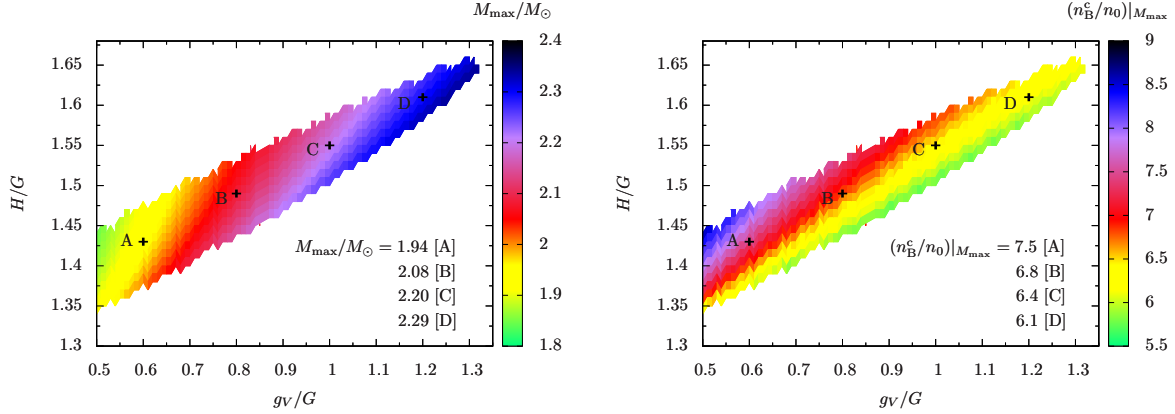 M_max/M_⊙
2.4
2.3
2.2
2.1
2
1.9
1.8
H/G
1.65
1.6
1.55
1.5
1.45
1.4
1.35
1.3
D
C
B
A
M_max/M_⊙ = 1.94 [A]
2.08 [B]
2.20 [C]
2.29 [D]
0.5 0.6 0.7 0.8 0.9 1 1.1 1.2 1.3
g_V/G
(n_B^c/n_0)|_{M_max}
9
8.5
8
7.5
7
6.5
6
5.5
H/G
1.65
1.6
1.55
1.5
1.45
1.4
1.35
1.3
D
C
B
A
(n_B^c/n_0)|_{M_max} = 7.5 [A]
6.8 [B]
6.4 [C]
6.1 [D]
0.5 0.6 0.7 0.8 0.9 1 1.1 1.2 1.3
g_V/G